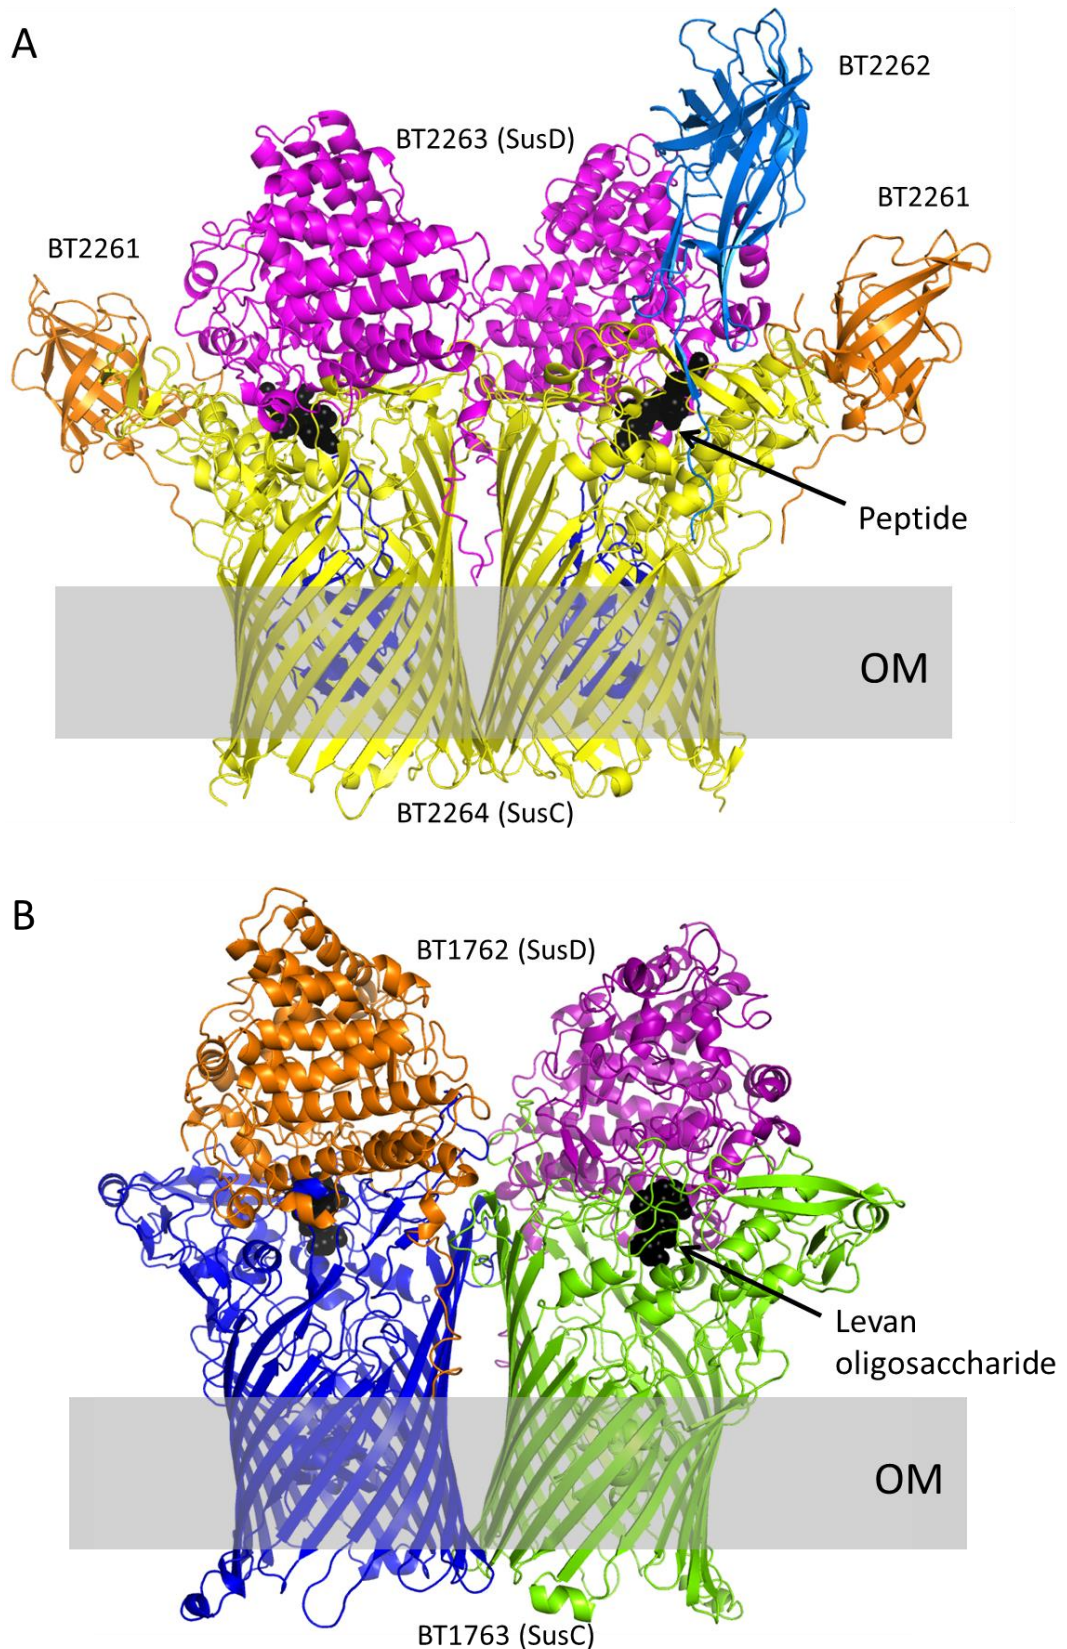 A
BT2262
BT2263 (SusD)
BT2261
BT2261
Peptide
OM
BT2264 (SusC)
B
BT1762 (SusD)
Levan
oligosaccharide
OM
BT1763 (SusC)